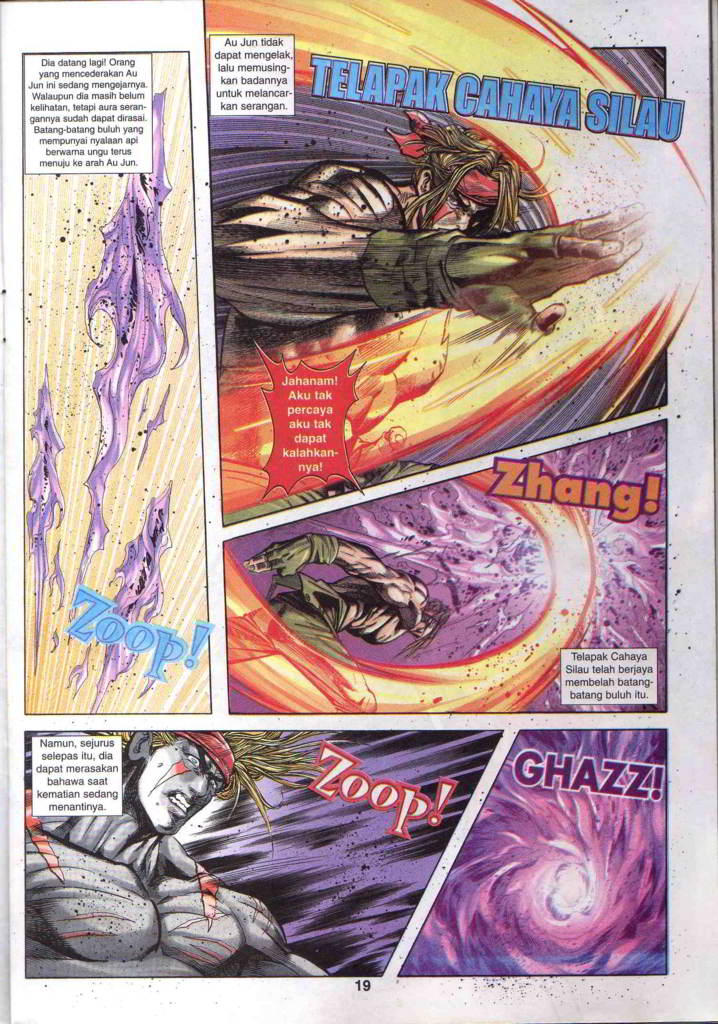 Dia datang lagi! Orang
yang mencederakan Au
Jun ini sedang mengejarnya.
Walaupun dia masih belum
kelihatan, tetapi aura seran-
gannya sudah dapat dirasai.
Batang-batang buluh yang
mempunyai nyalaan api
berwarna ungu terus
menuju ke arah Au Jun.
Zoop!
Au Jun tidak
dapat mengelak,
lalu memusing-
kan badannya
untuk melancar-
kan serangan.
TELAPAK CAHAYA SILAU
Jahanam!
Aku tak
percaya
aku tak
dapat
kalahkan-
nya!
Zhang!
Telapak Cahaya
Silau telah berjaya
membelah batang-
batang buluh itu.
Namun, sejurus
selepas itu, dia
dapat merasakan
bahawa saat
kematian sedang
menantinya.
Zoop!
GHAZZ!
19